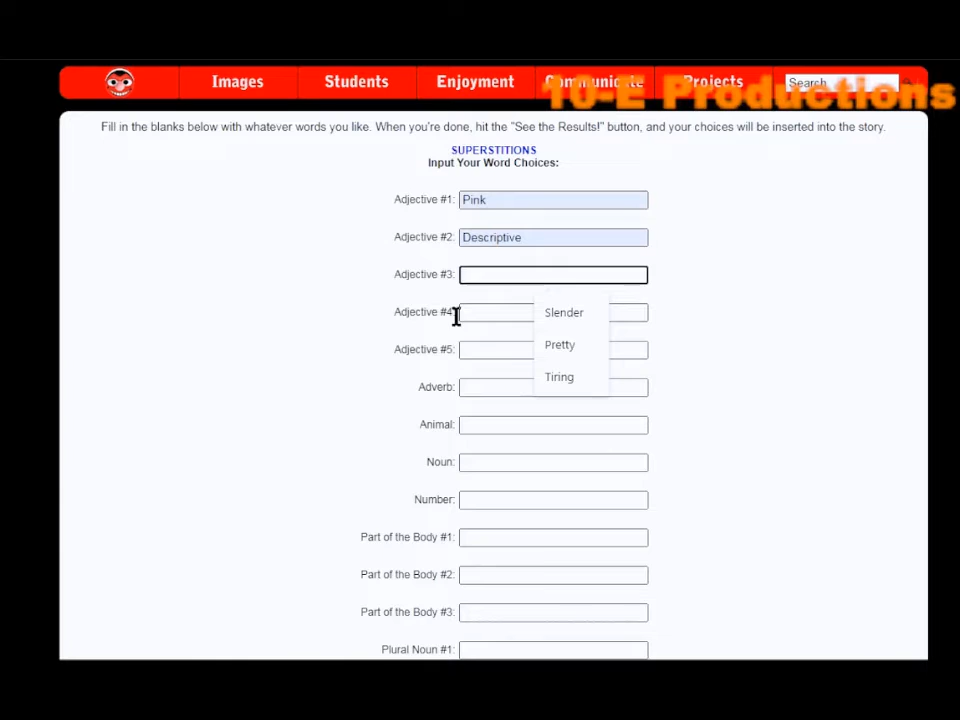 Images Students Enjoyment Communicate Projects Search
10-E Productions
Fill in the blanks below with whatever words you like. When you're done, hit the "See the Results!" button, and your choices will be inserted into the story.
SUPERSTITIONS
Input Your Word Choices:
Adjective #1: Pink
Adjective #2: Descriptive
Adjective #3:
Adjective #4:
Slender
Adjective #5:
Pretty
Tiring
Adverb:
Animal:
Noun:
Number:
Part of the Body #1:
Part of the Body #2:
Part of the Body #3:
Plural Noun #1: